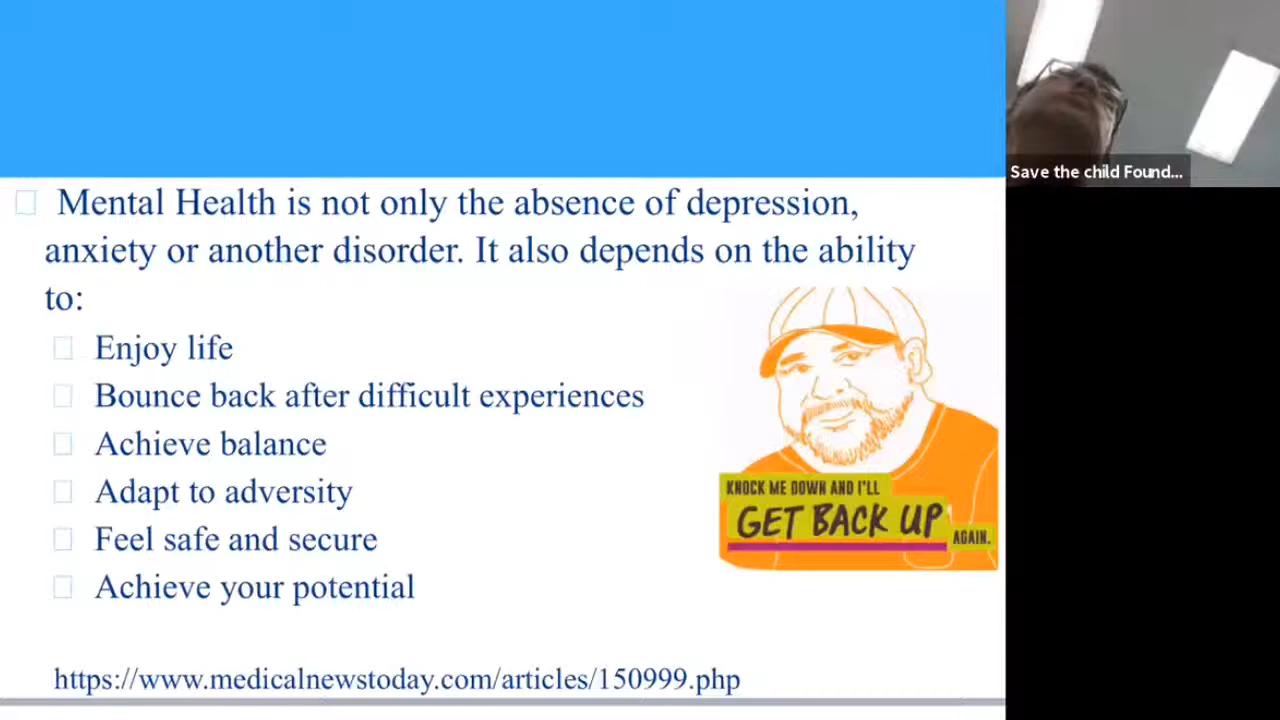 Mental Health is not only the absence of depression,
anxiety or another disorder. It also depends on the ability
to:
Enjoy life
Bounce back after difficult experiences
Achieve balance
Adapt to adversity
Feel safe and secure
Achieve your potential
KNOCK ME DOWN AND I'LL
GET BACK UP
AGAIN.
https://www.medicalnewstoday.com/articles/150999.php
Save the child Found...